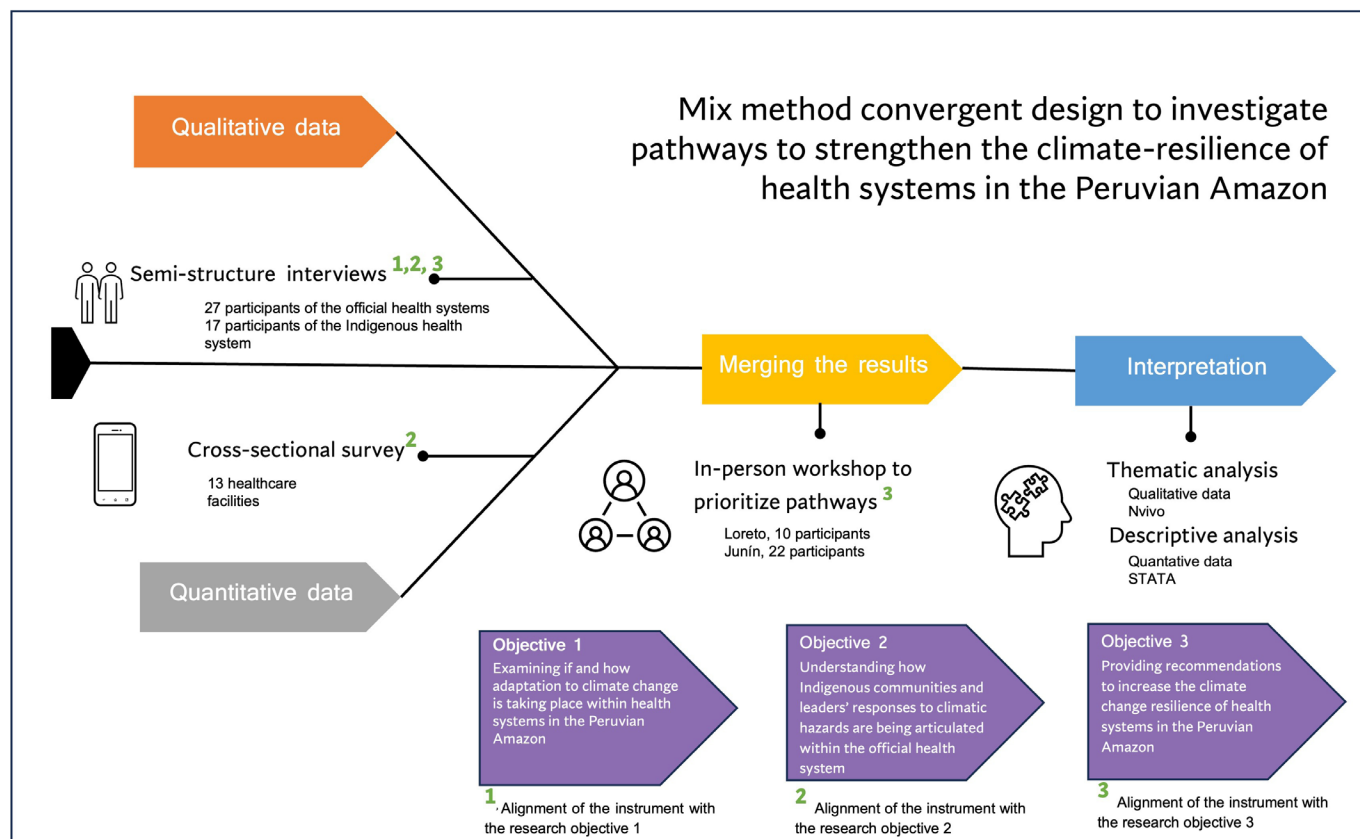 Mix method convergent design to investigate
pathways to strengthen the climate-resilience of
health systems in the Peruvian Amazon
Qualitative data
Semi-structure interviews 1,2, 3
27 participants of the official health systems
17 participants of the Indigenous health
system
Cross-sectional survey 2
13 healthcare
facilities
Quantitative data
Merging the results
In-person workshop to
prioritize pathways 3
Loreto, 10 participants
Junín, 22 participants
Interpretation
Thematic analysis
Qualitative data
Nvivo
Descriptive analysis
Quantative data
STATA
Objective 1
Examining if and how
adaptation to climate change
is taking place within health
systems in the Peruvian
Amazon
1 Alignment of the instrument with
the research objective 1
Objective 2
Understanding how
Indigenous communities and
leaders’ responses to climatic
hazards are being articulated
within the official health
system
2 Alignment of the instrument with
the research objective 2
Objective 3
Providing recommendations
to increase the climate
change resilience of health
systems in the Peruvian
Amazon
3 Alignment of the instrument with
the research objective 3